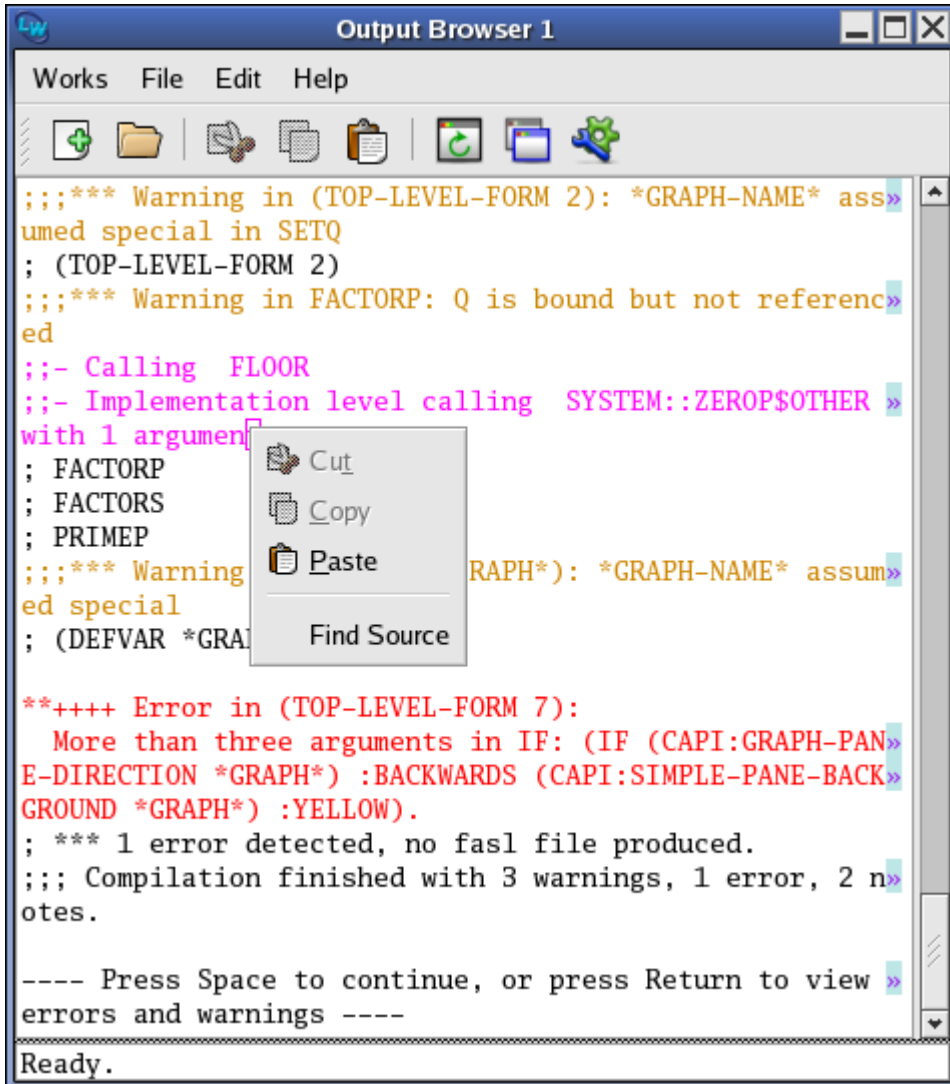 LW
Output Browser 1
Works File Edit Help
;;;*** Warning in (TOP-LEVEL-FORM 2): *GRAPH-NAME* ass»
umed special in SETQ
; (TOP-LEVEL-FORM 2)
;;;*** Warning in FACTORP: Q is bound but not referenc»
ed
;;- Calling  FLOOR
;;- Implementation level calling  SYSTEM::ZEROP$OTHER »
with 1 argumen
; FACTORP
; FACTORS
; PRIMEP
;;;*** Warning RAPH*): *GRAPH-NAME* assum»
ed special
; (DEFVAR *GRA
Cut
Copy
Paste
Find Source
**++++ Error in (TOP-LEVEL-FORM 7):
  More than three arguments in IF: (IF (CAPI:GRAPH-PAN»
E-DIRECTION *GRAPH*) :BACKWARDS (CAPI:SIMPLE-PANE-BACK»
GROUND *GRAPH*) :YELLOW).
; *** 1 error detected, no fasl file produced.
;;; Compilation finished with 3 warnings, 1 error, 2 n»
otes.
---- Press Space to continue, or press Return to view »
errors and warnings ----
Ready.